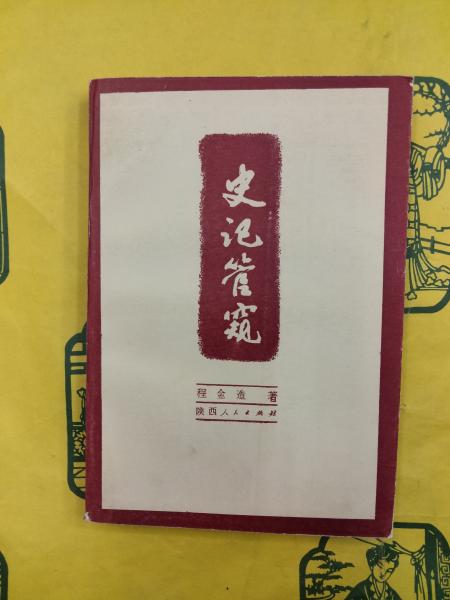 史记管窥
程金造 著
陕西人民出版社